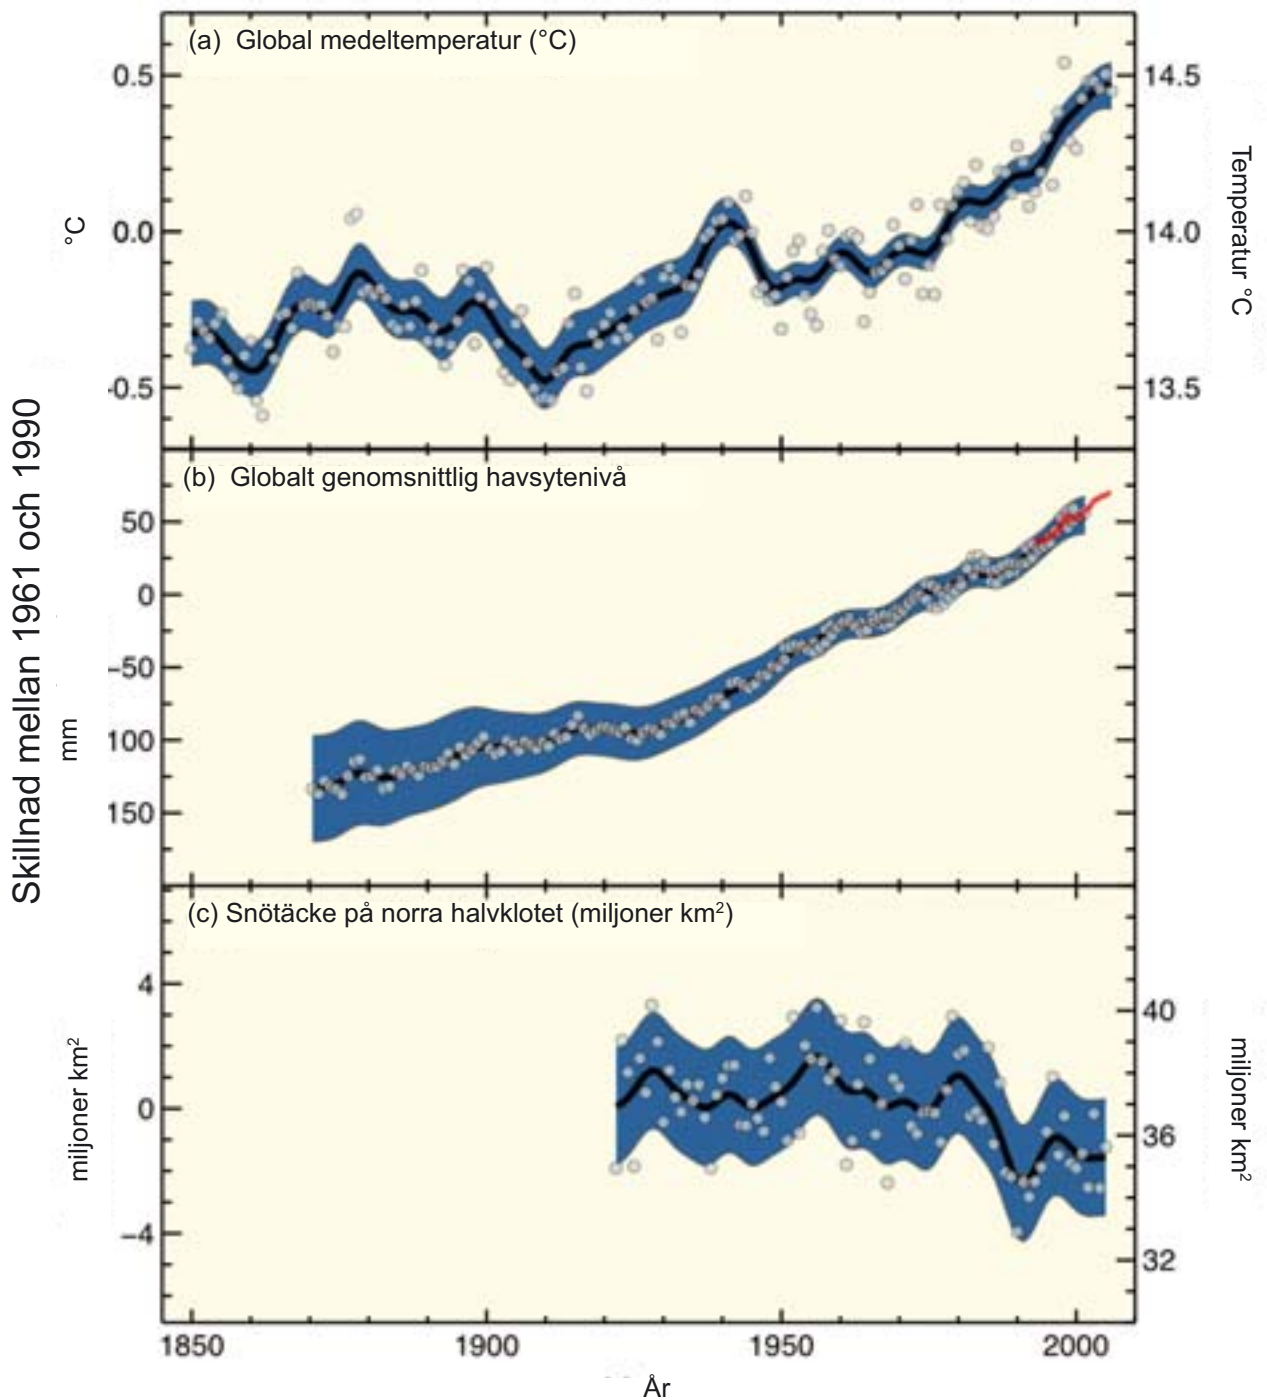 (a) Global medeltemperatur (°C)
0.5
0.0
-0.5
°C
14.5
14.0
13.5
Temperatur °C
Skillnad mellan 1961 och 1990
(b) Globalt genomsnittlig havsytenivå
50
0
−50
100
150
mm
(c) Snötäcke på norra halvklotet (miljoner km²)
4
0
−4
miljoner km²
40
36
32
miljoner km²
1850 1900 1950 2000
År